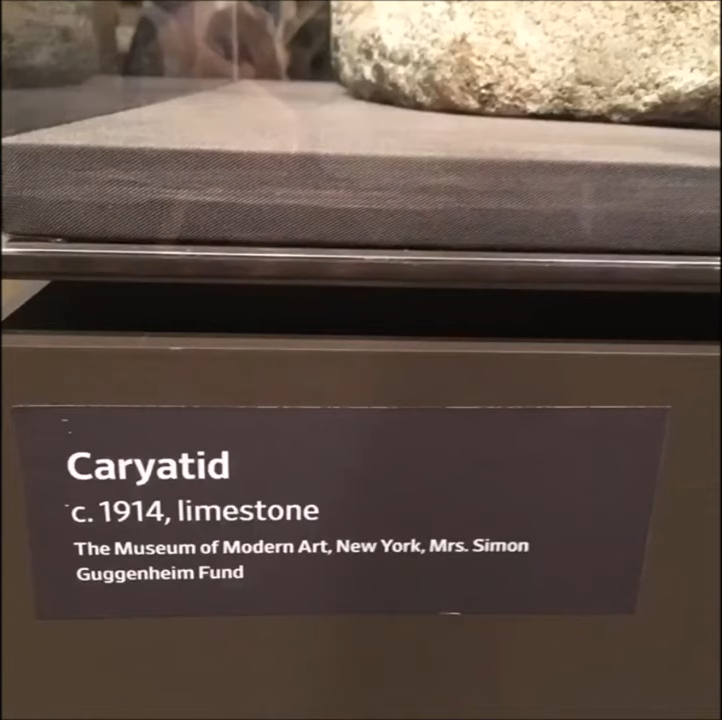 Caryatid
c. 1914, limestone
The Museum of Modern Art, New York, Mrs. Simon
Guggenheim Fund